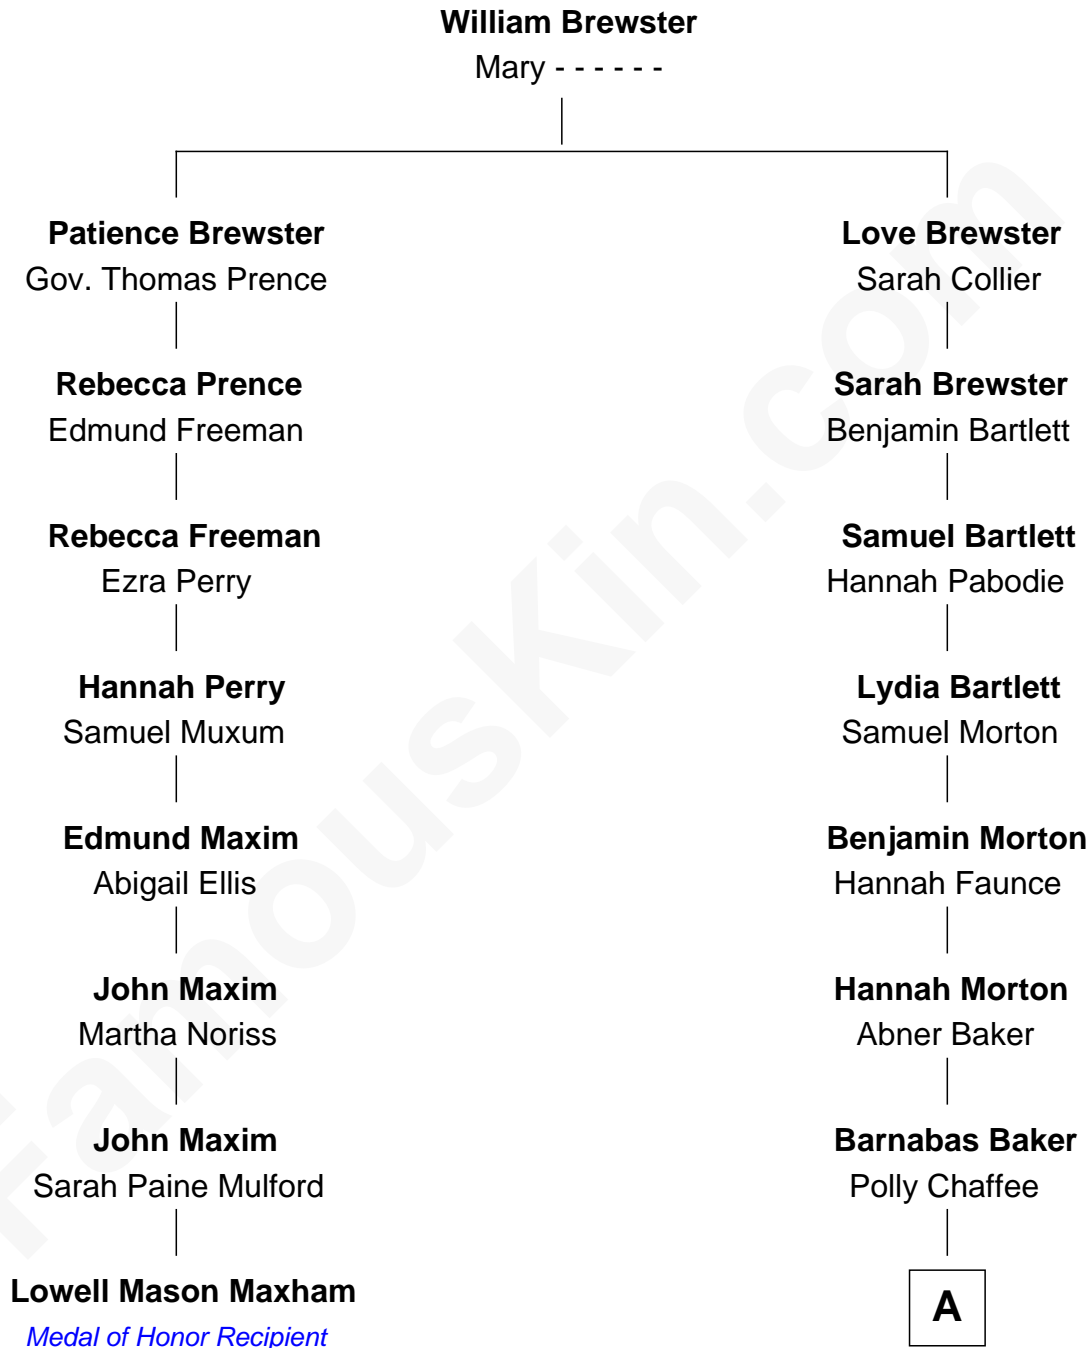 William Brewster
Mary - - - - - -
Patience Brewster
Gov. Thomas Prence
Love Brewster
Sarah Collier
Rebecca Prence
Edmund Freeman
Sarah Brewster
Benjamin Bartlett
Rebecca Freeman
Ezra Perry
Samuel Bartlett
Hannah Pabodie
Hannah Perry
Samuel Muxum
Lydia Bartlett
Samuel Morton
Edmund Maxim
Abigail Ellis
Benjamin Morton
Hannah Faunce
John Maxim
Martha Noriss
Hannah Morton
Abner Baker
John Maxim
Sarah Paine Mulford
Barnabas Baker
Polly Chaffee
Lowell Mason Maxham
Medal of Honor Recipient
A
FamousKin.com